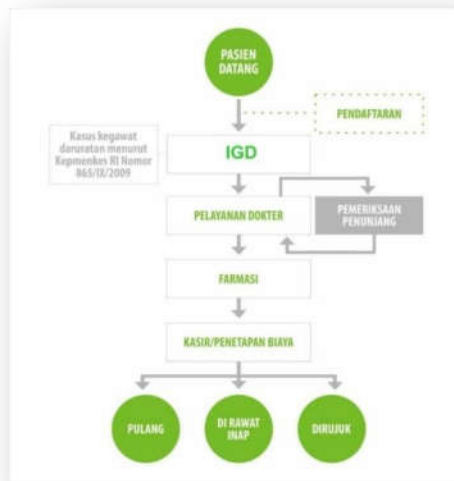 PASIEN
DATANG
PENDAFTARAN
Kasus kegawat
daruratan menurut
Kepmenkes RI Nomor
865/IX/2009
IGD
PELAYANAN DOKTER
PEMERIKSAAN
PENUNJANG
FARMASI
KASIR/PENETAPAN BIAYA
PULANG
DI RAWAT
INAP
DIRUJUK